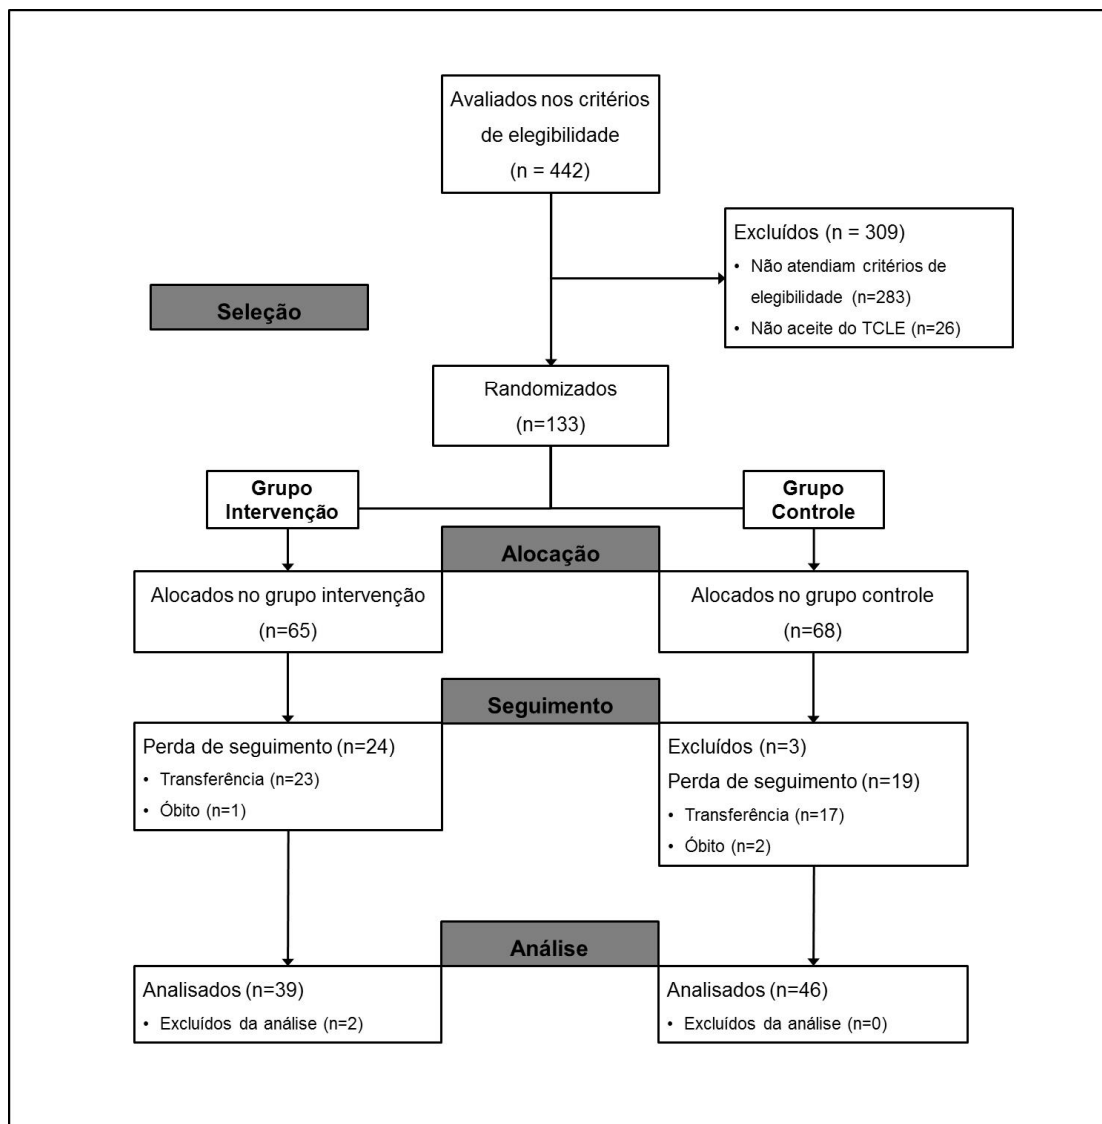 Avaliados nos critérios
de elegibilidade
(n = 442)
Excluídos (n = 309)
• Não atendiam critérios de
elegibilidade (n=283)
• Não aceite do TCLE (n=26)
Seleção
Randomizados
(n=133)
Grupo
Intervenção
Grupo
Controle
Alocação
Alocados no grupo intervenção
(n=65)
Alocados no grupo controle
(n=68)
Seguimento
Perda de seguimento (n=24)
• Transferência (n=23)
• Óbito (n=1)
Excluídos (n=3)
Perda de seguimento (n=19)
• Transferência (n=17)
• Óbito (n=2)
Análise
Analisados (n=39)
• Excluídos da análise (n=2)
Analisados (n=46)
• Excluídos da análise (n=0)